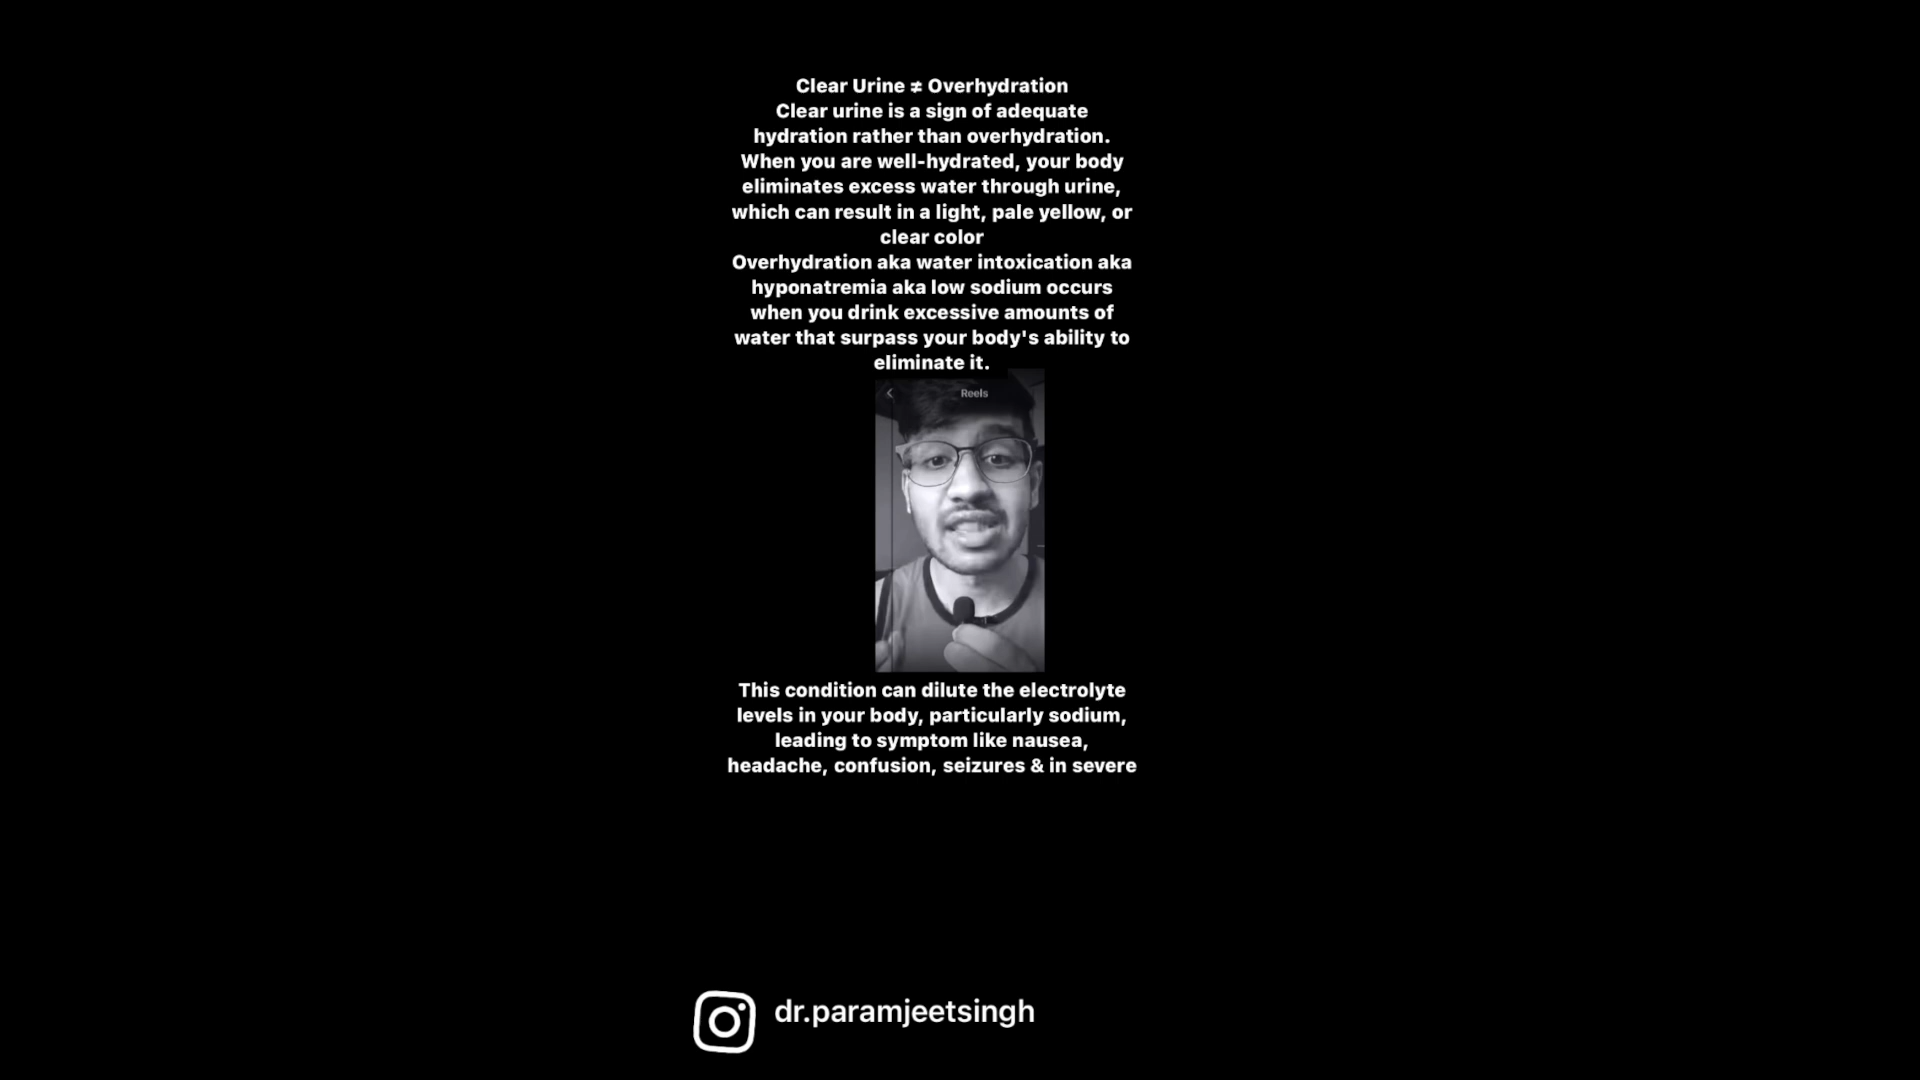 Clear Urine ≠ Overhydration
Clear urine is a sign of adequate
hydration rather than overhydration.
When you are well-hydrated, your body
eliminates excess water through urine,
which can result in a light, pale yellow, or
clear color
Overhydration aka water intoxication aka
hyponatremia aka low sodium occurs
when you drink excessive amounts of
water that surpass your body's ability to
eliminate it.
Reels
This condition can dilute the electrolyte
levels in your body, particularly sodium,
leading to symptom like nausea,
headache, confusion, seizures & in severe
dr.paramjeetsingh